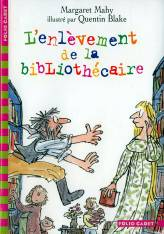 FOLIO CADET
Margaret Mahy
illustré par Quentin Blake
L'enlèvement
de la
bibliothécaire
FOLIO CADET